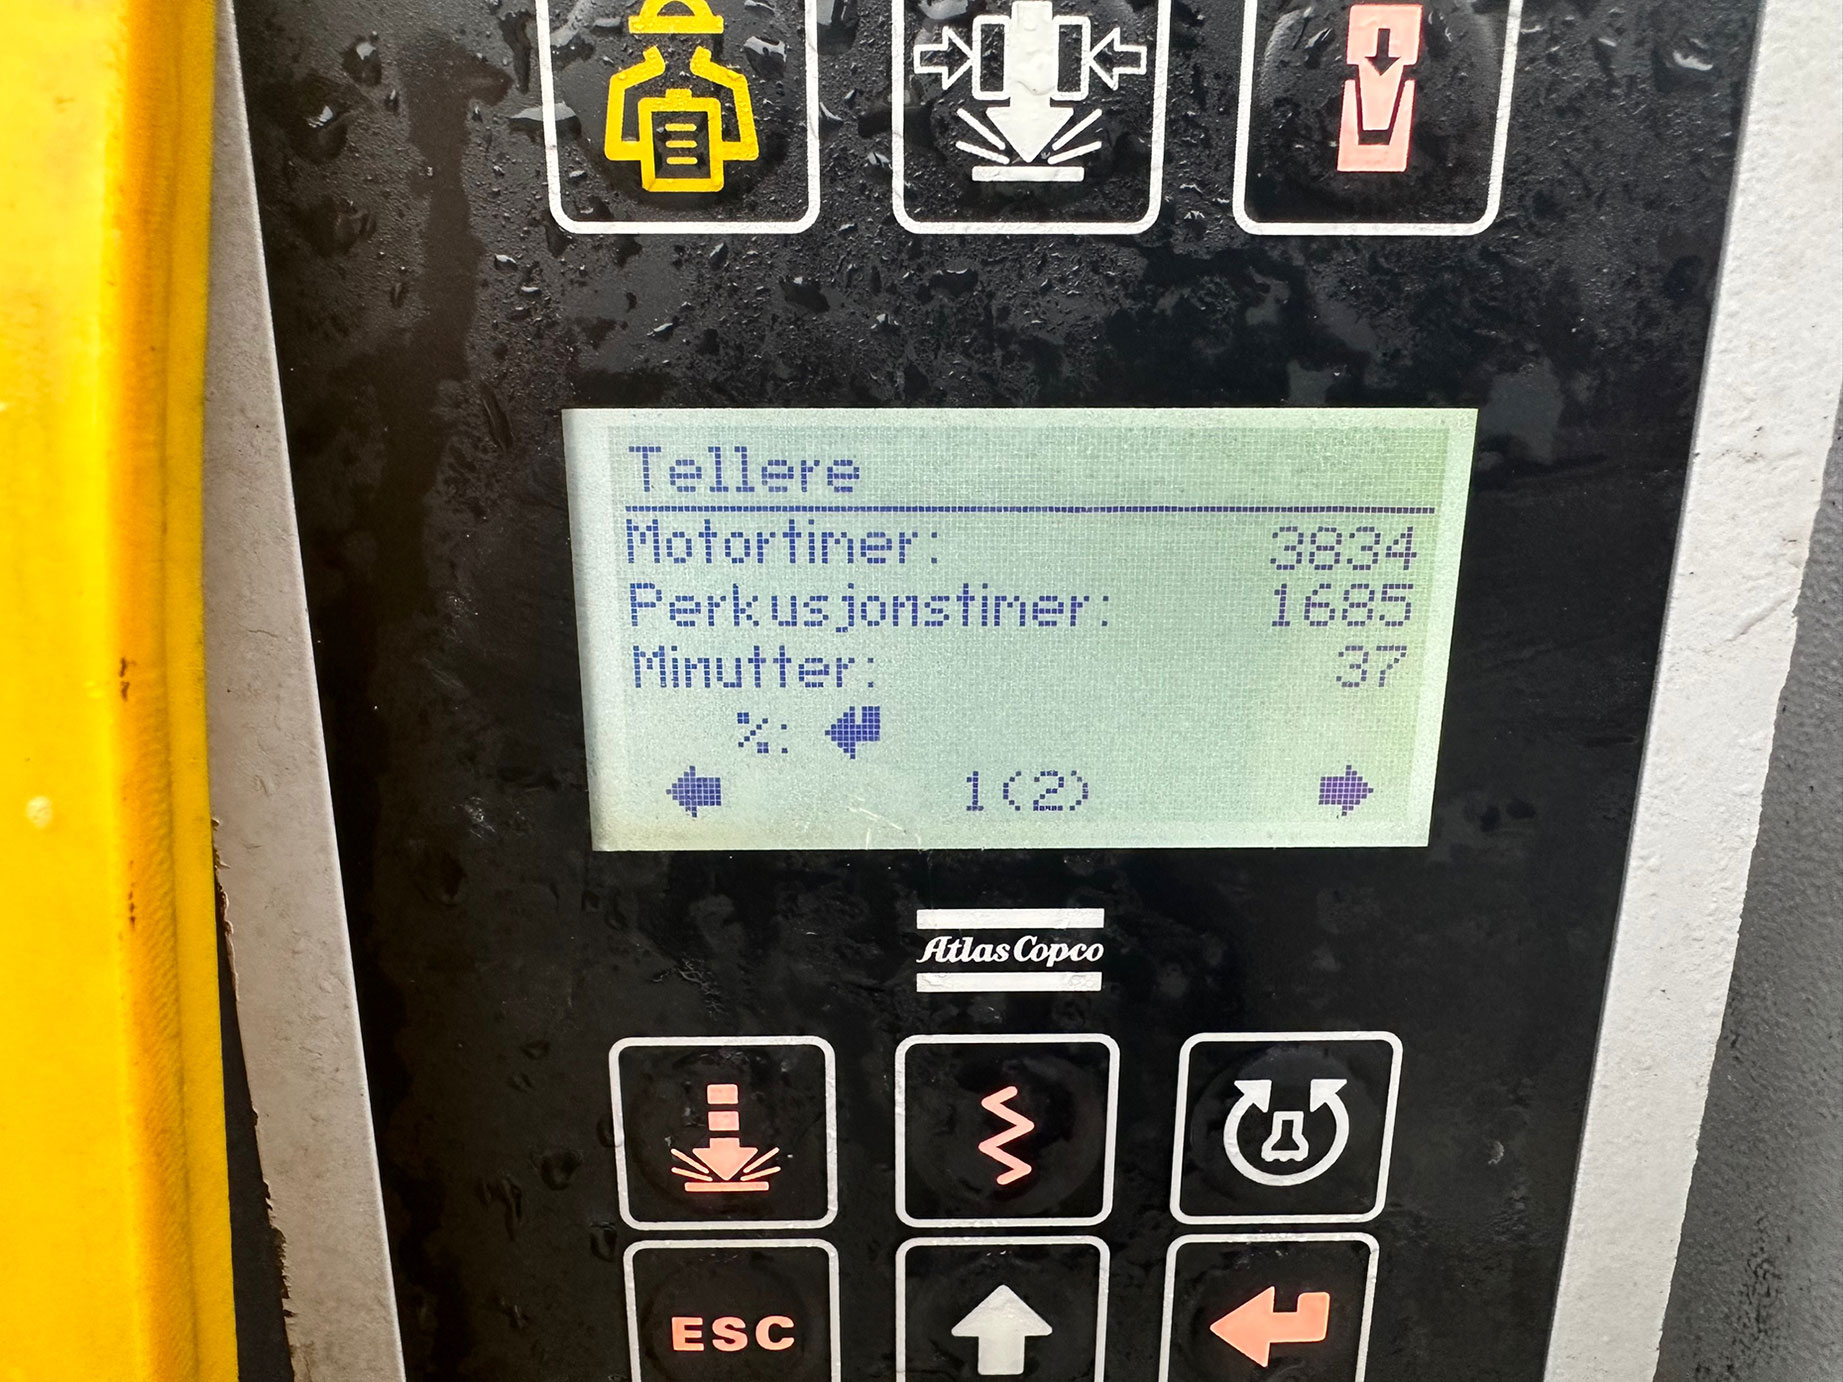 Tellere
Motortimer: 3834
Perkusjonstimer: 1685
Minutter: 37
%:
1(2)
Atlas Copco
ESC